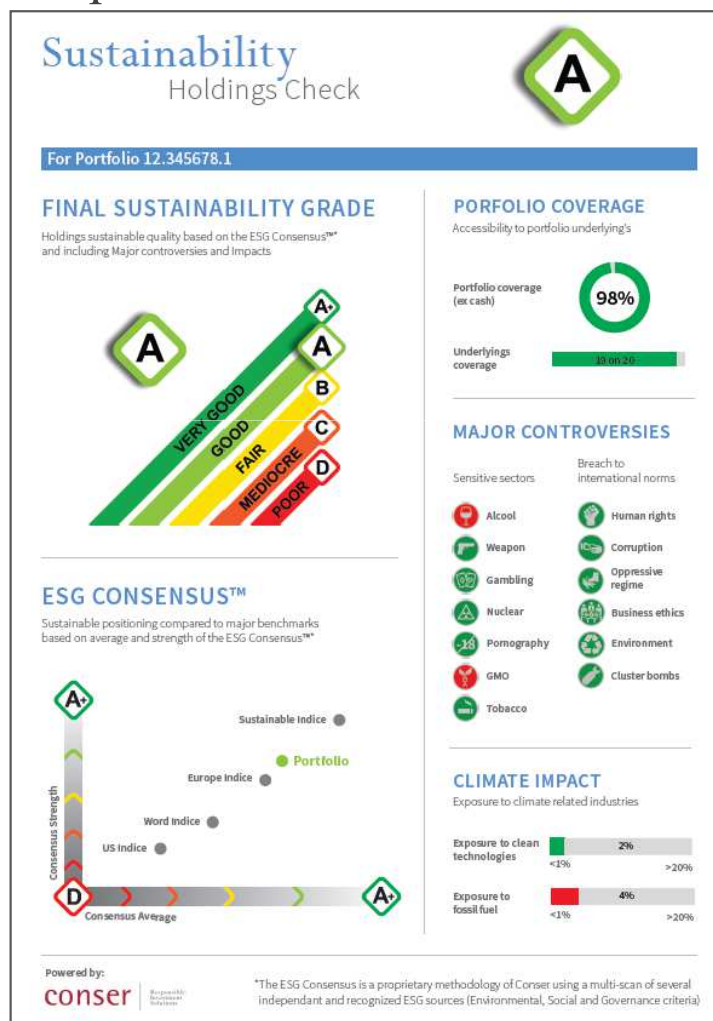 Sustainability
Holdings Check
A
For Portfolio 12.345678.1
FINAL SUSTAINABILITY GRADE
Holdings sustainable quality based on the ESG Consensus™*
and including Major controversies and Impacts
A
A+
A
B
C
D
VERY GOOD
GOOD
FAIR
MEDIOCRE
POOR
ESG CONSENSUS™
Sustainable positioning compared to major benchmarks
based on average and strength of the ESG Consensus™*
A+
Sustainable Indice
Portfolio
Europe Indice
Word Indice
US Indice
Consensus Strength
D
A+
Consensus Average
PORFOLIO COVERAGE
Accessibility to portfolio underlying's
Portfolio coverage
(ex cash)
98%
Underlyings
coverage
19 on 20
MAJOR CONTROVERSIES
Sensitive sectors
Breach to
international norms
Alcool
Human rights
Weapon
Corruption
Gambling
Oppressive
regime
Nuclear
Business ethics
-18
Pornography
Environment
GMO
Cluster bombs
Tobacco
CLIMATE IMPACT
Exposure to climate related industries
Exposure to clean
technologies
2%
<1%
>20%
Exposure to
fossil fuel
4%
<1%
>20%
Powered by:
conser
Responsible
Investment
Solutions
*The ESG Consensus is a proprietary methodology of Conser using a multi-scan of several
independant and recognized ESG sources (Environmental, Social and Governance criteria)